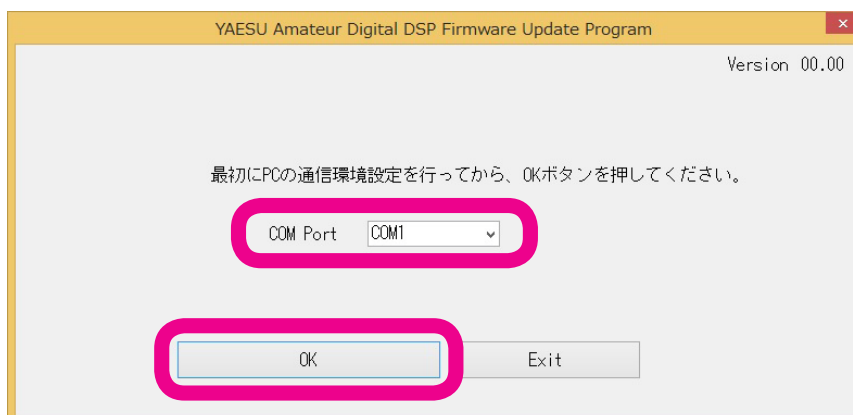 YAESU Amateur Digital DSP Firmware Update Program
Version 00.00
最初にPCの通信環境設定を行ってから、OKボタンを押してください。
COM Port COM1
OK Exit